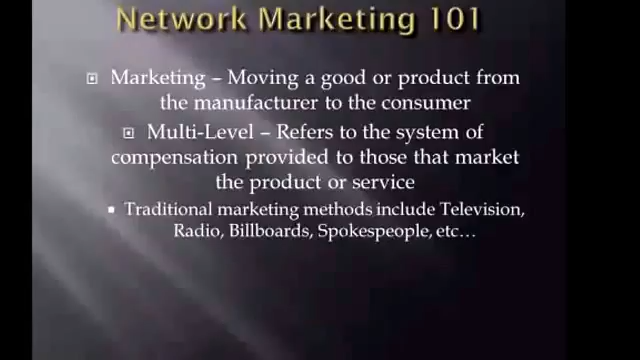 Network Marketing 101
Marketing – Moving a good or product from
the manufacturer to the consumer
Multi-Level – Refers to the system of
compensation provided to those that market
the product or service
Traditional marketing methods include Television,
Radio, Billboards, Spokespeople, etc…